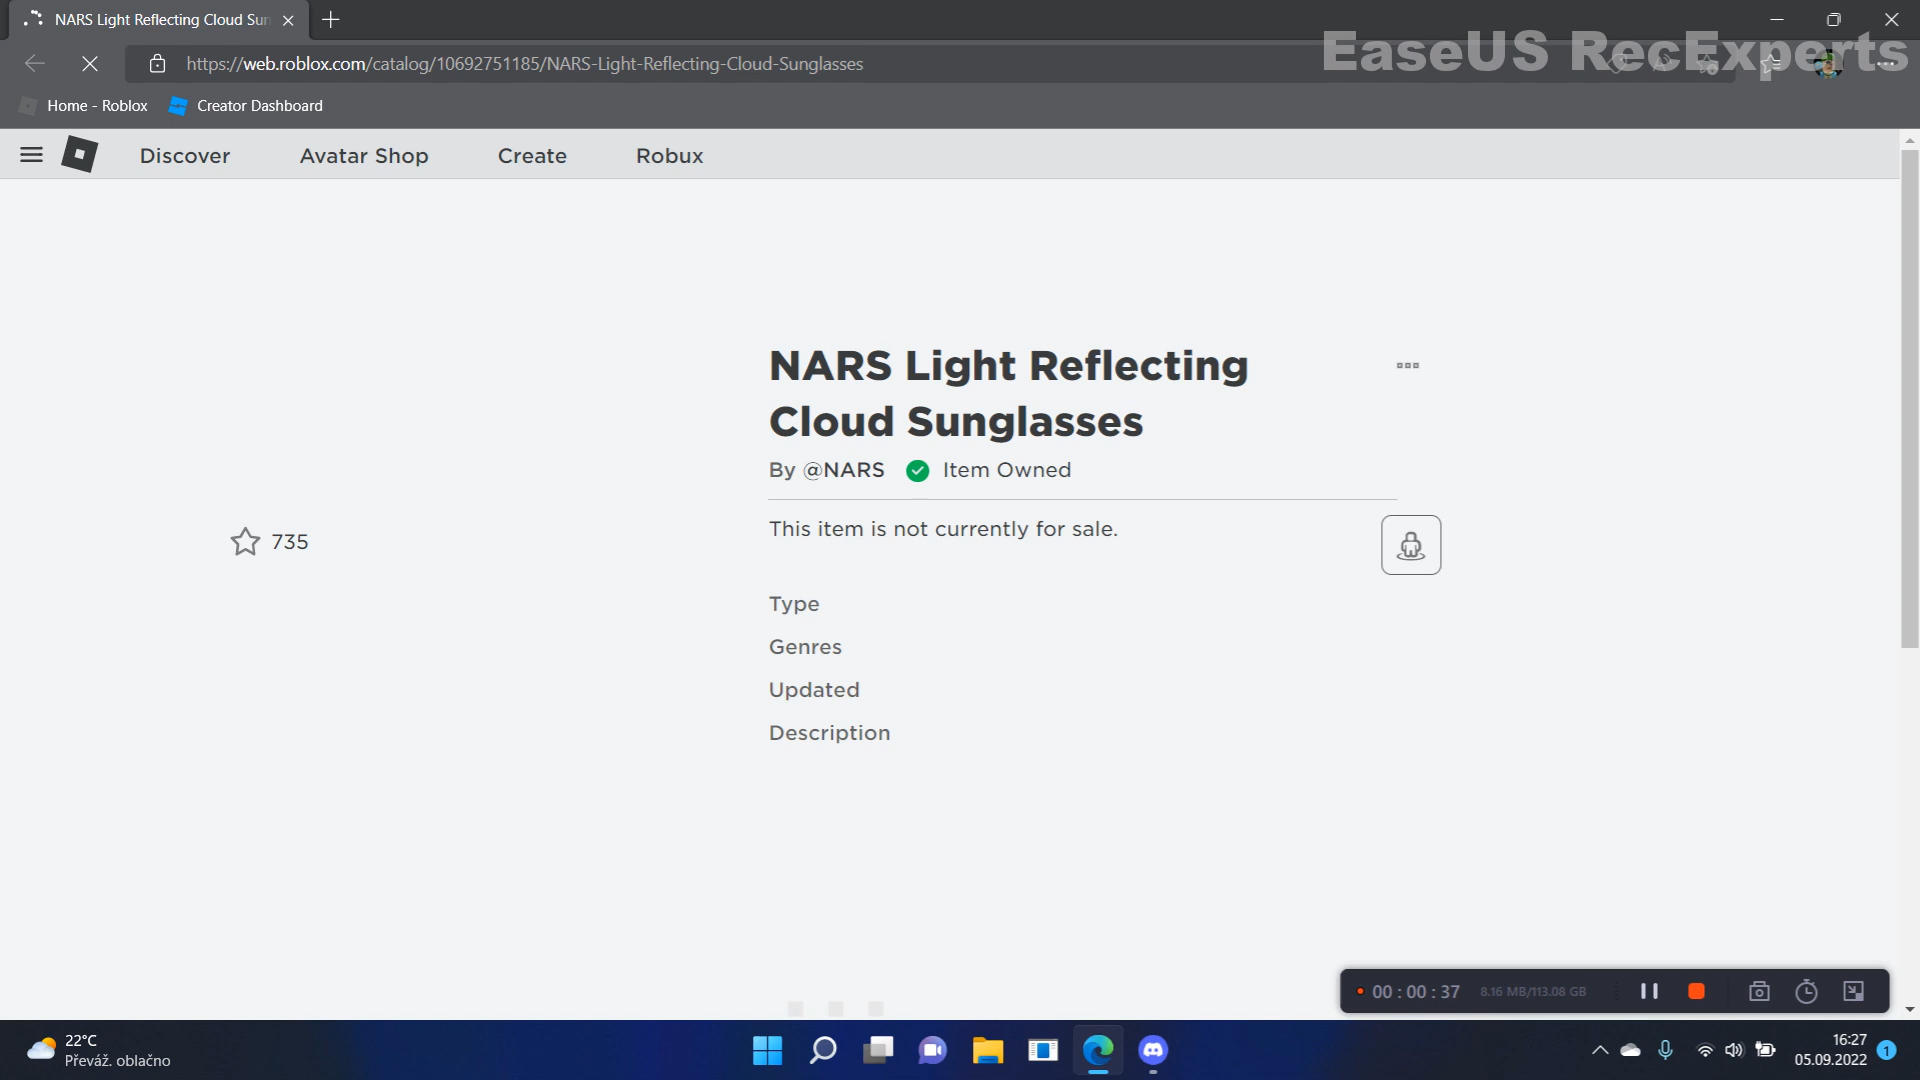 NARS Light Reflecting Cloud Sun
EaseUS RecExperts
https://web.roblox.com/catalog/10692751185/NARS-Light-Reflecting-Cloud-Sunglasses
Home - Roblox
Creator Dashboard
Discover
Avatar Shop
Create
Robux
NARS Light Reflecting
Cloud Sunglasses
By @NARS
Item Owned
This item is not currently for sale.
735
Type
Genres
Updated
Description
00 : 00 : 37
8.16 MB/113.08 GB
22°C
Převáž. oblačno
16:27
05.09.2022
1